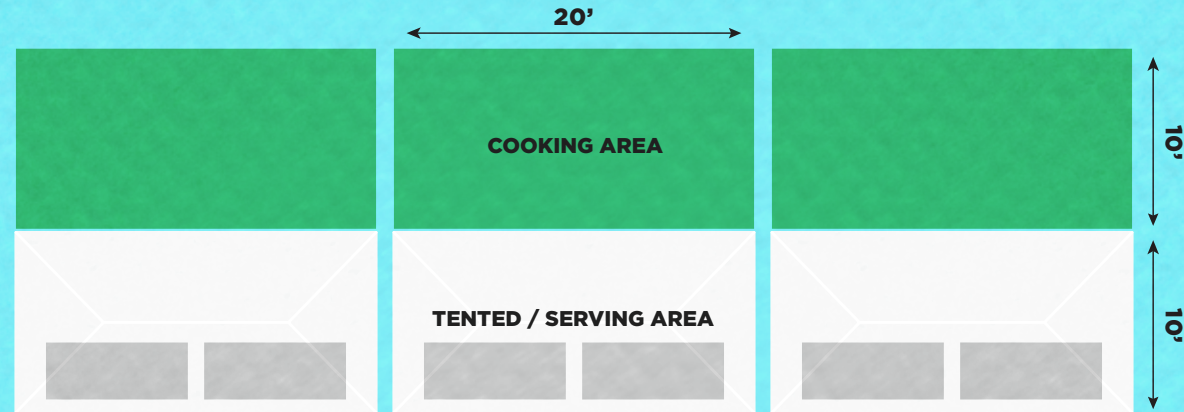 20’
COOKING AREA
10’
TENTED / SERVING AREA
10’